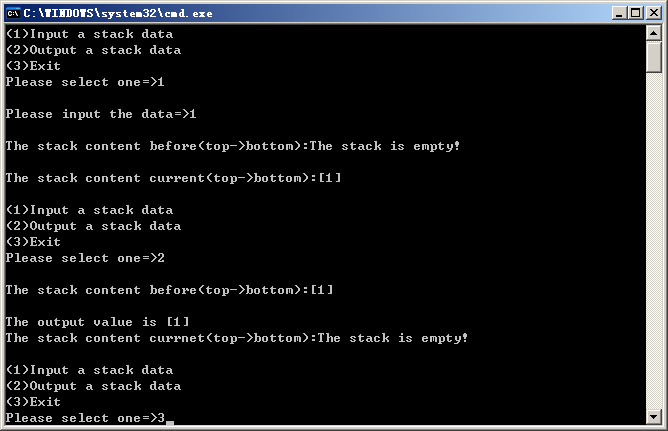 C:\WINDOWS\system32\cmd.exe
(1)Input a stack data
(2)Output a stack data
(3)Exit
Please select one=>1
Please input the data=>1
The stack content before(top->bottom):The stack is empty!
The stack content current(top->bottom):[1]
(1)Input a stack data
(2)Output a stack data
(3)Exit
Please select one=>2
The stack content before(top->bottom):[1]
The output value is [1]
The stack content currnet(top->bottom):The stack is empty!
(1)Input a stack data
(2)Output a stack data
(3)Exit
Please select one=>3